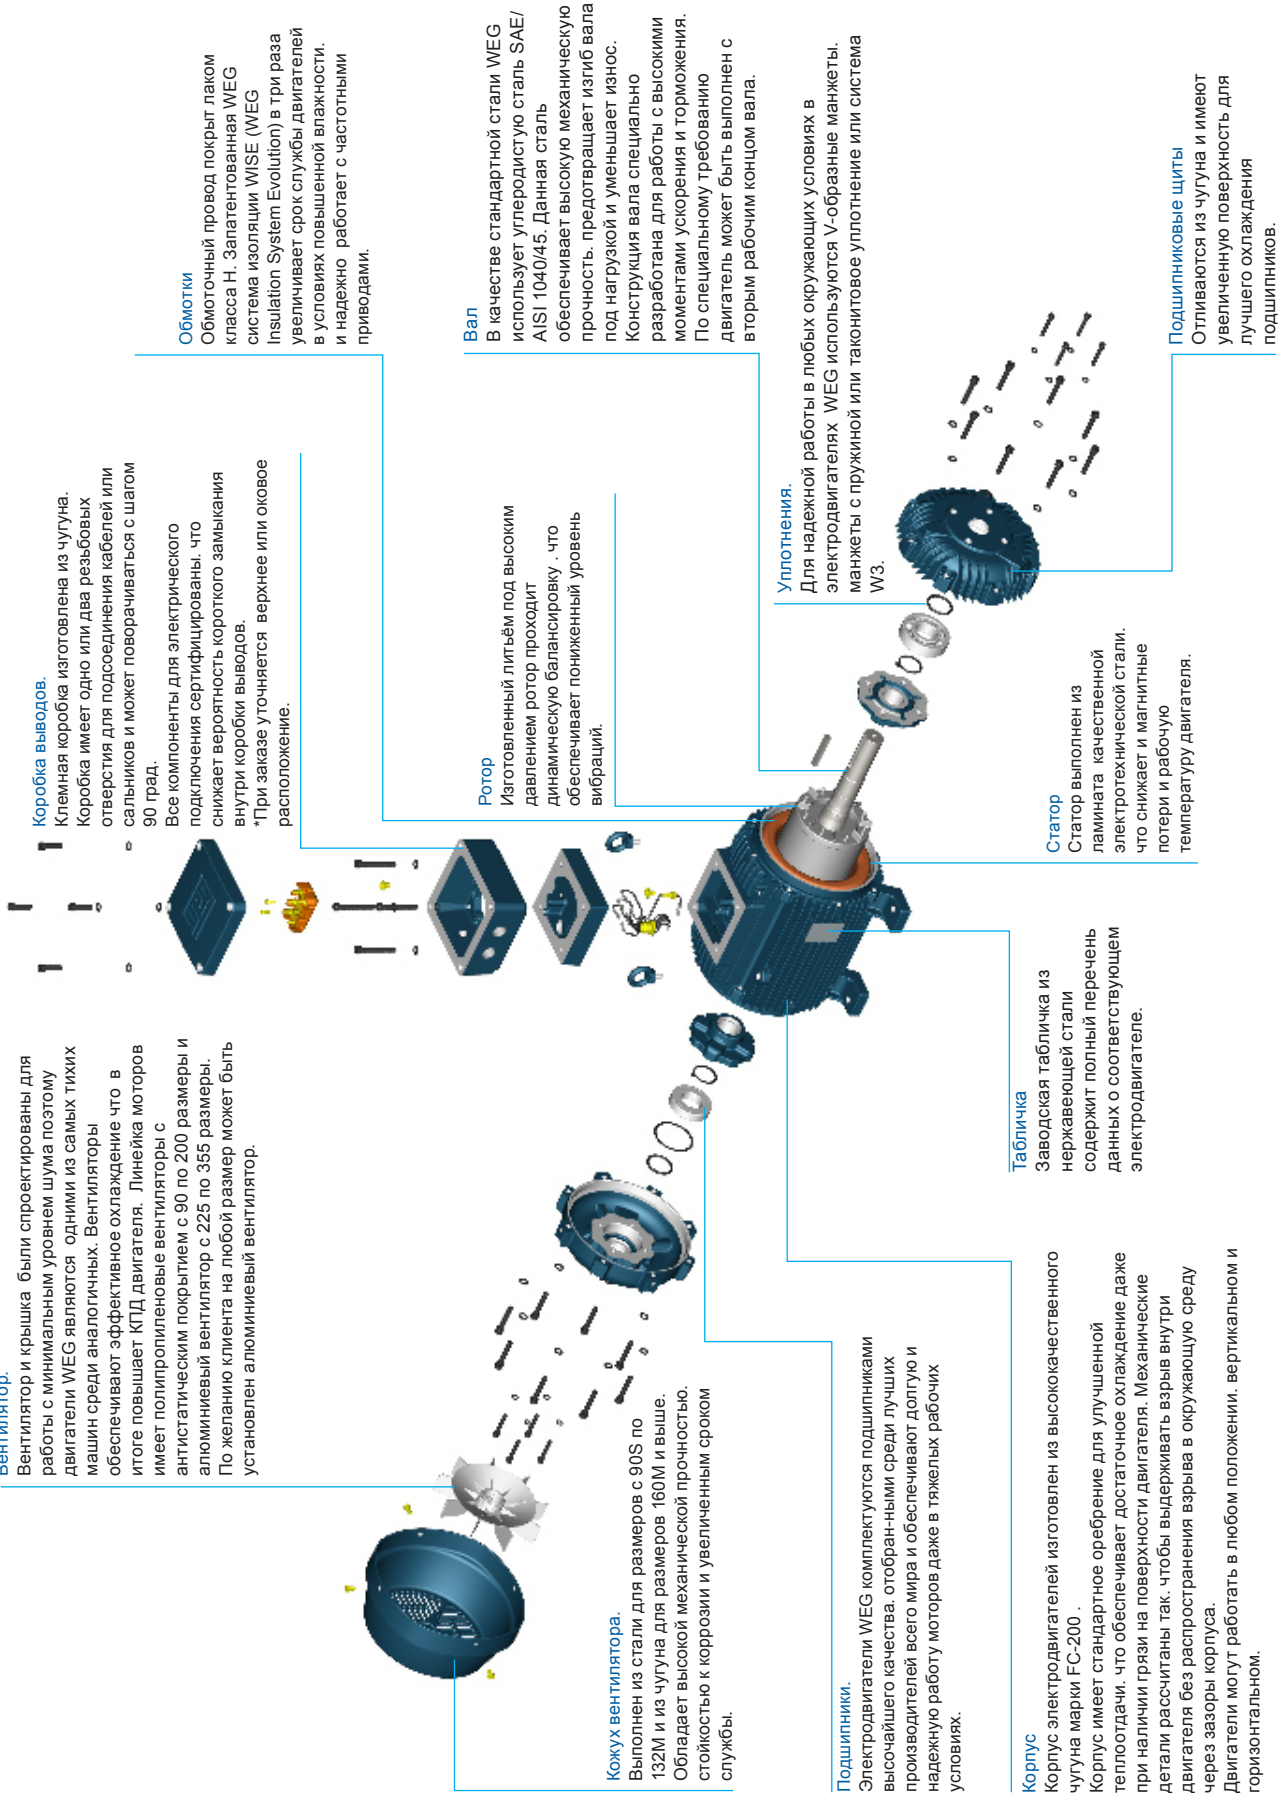 Вентилятор.
Вентилятор и крышка были спроектированы для
работы с минимальным уровнем шума поэтому
двигатели WEG являются одними из самых тихих
машин среди аналогичных. Вентиляторы
обеспечивают эффективное охлаждение что в
итоге повышает КПД двигателя. Линейка моторов
имеет полипропиленовые вентиляторы с
антистатическим покрытием с 90 по 200 размеры и
алюминиевый вентилятор с 225 по 355 размеры.
По желанию клиента на любой размер может быть
установлен алюминиевый вентилятор.
Коробка выводов.
Клемная коробка изготовлена из чугуна.
Коробка имеет одно или два резьбовых
отверстия для подсоединения кабелей или
сальников и может поворачиваться с шагом
90 град.
Все компоненты для электрического
подключения сертифицированы. что
снижает вероятность короткого замыкания
внутри коробки выводов.
*При заказе уточняется верхнее или оковое
расположение.
Обмотки
Обмоточный провод покрыт лаком
класса Н. Запатентованная WEG
система изоляции WISE (WEG
Insulation System Evolution) в три раза
увеличивает срок службы двигателей
в условиях повышенной влажности.
и надежно работает с частотными
приводами.
Ротор
Изготовленный литьём под высоким
давлением ротор проходит
динамическую балансировку . что
обеспечивает пониженный уровень
вибраций.
Вал
В качестве стандартной стали WEG
использует углеродистую сталь SAE/
AISI 1040/45. Данная сталь
обеспечивает высокую механическую
прочность. предотвращает изгиб вала
под нагрузкой и уменьшает износ.
Конструкция вала специально
разработана для работы с высокими
моментами ускорения и торможения.
По специальному требованию
двигатель может быть выполнен с
вторым рабочим концом вала.
Кожух вентилятора.
Выполнен из стали для размеров с 90S по
132M и из чугуна для размеров 160M и выше.
Обладает высокой механической прочностью.
стойкостью к коррозии и увеличенным сроком
службы.
Уплотнения.
Для надежной работы в любых окружающих условиях в
электродвигателях WEG используются V-образные манжеты.
манжеты с пружиной или таконитовое уплотнение или система
W3.
Подшипники.
Электродвигатели WEG комплектуются подшипниками
высочайшего качества. отобран-ными среди лучших
производителей всего мира и обеспечивают долгую и
надежную работу моторов даже в тяжелых рабочих
условиях.
Корпус
Корпус электродвигателей изготовлен из высококачественного
чугуна марки FC-200 .
Корпус имеет стандартное оребрение для улучшенной
теплоотдачи. что обеспечивает достаточное охлаждение даже
при наличии грязи на поверхности двигателя. Механические
детали рассчитаны так. чтобы выдерживать взрыв внутри
двигателя без распространения взрыва в окружающую среду
через зазоры корпуса.
Двигатели могут работать в любом положении. вертикальном и
горизонтальном.
Табличка
Заводская табличка из
нержавеющей стали
содержит полный перечень
данных о соответствующем
электродвигателе.
Статор
Статор выполнен из
ламината качественной
электротехнической стали.
что снижает и магнитные
потери и рабочую
температуру двигателя.
Подшипниковые щиты
Отливаются из чугуна и имеют
увеличенную поверхность для
лучшего охлаждения
подшипников.